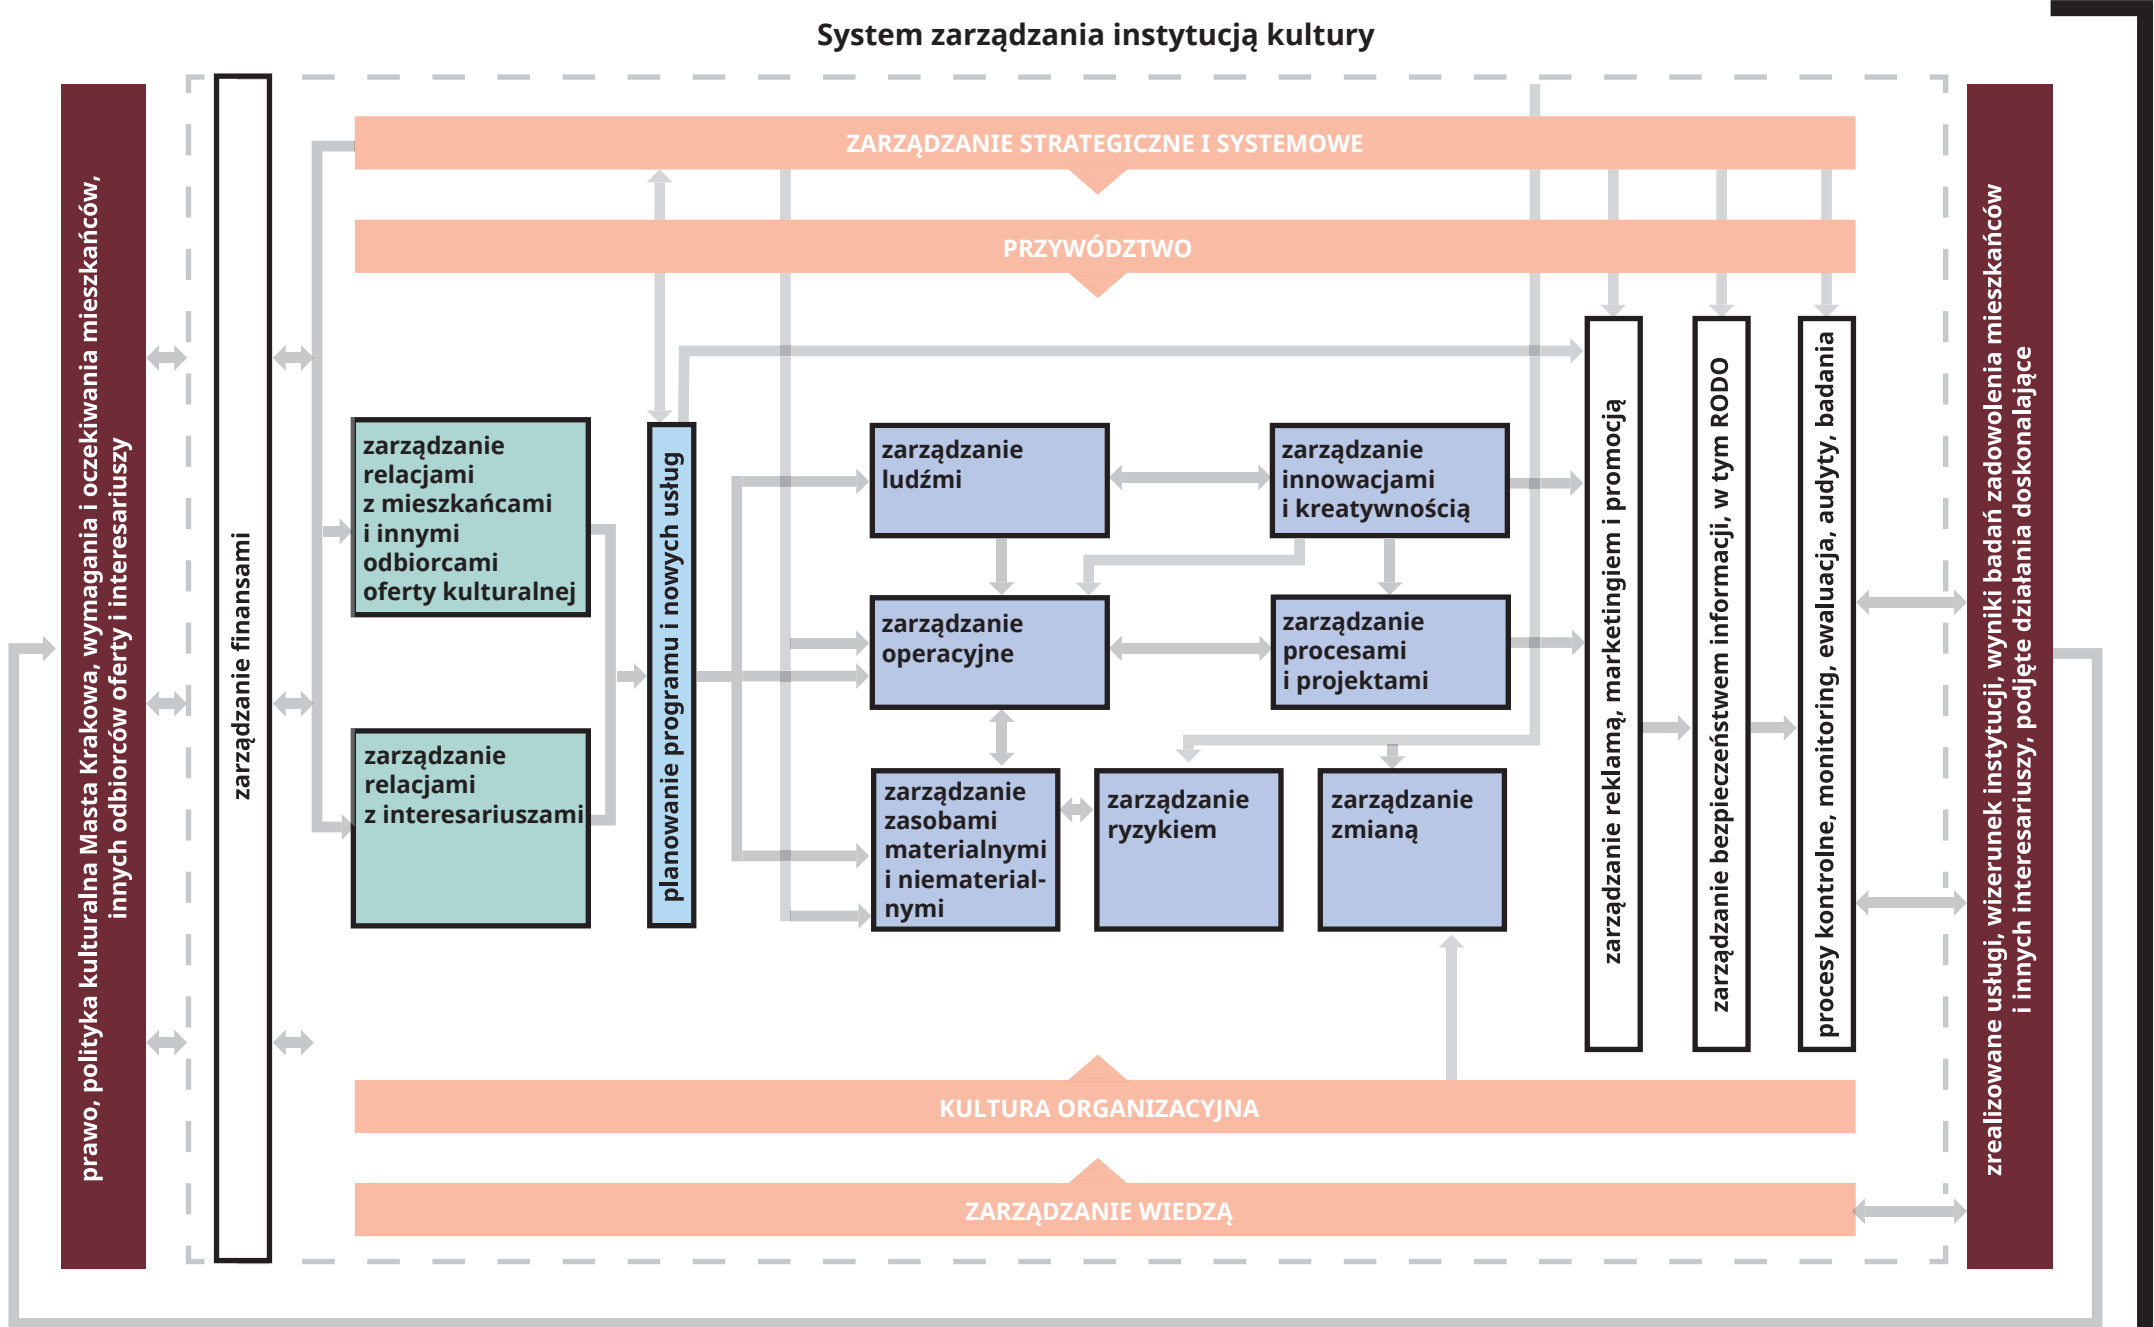 System zarządzania instytucją kultury
prawo, polityka kulturalna Masta Krakowa, wymagania i oczekiwania mieszkańców,
innych odbiorców oferty i interesariuszy
zarządzanie finansami
ZARZĄDZANIE STRATEGICZNE I SYSTEMOWE
PRZYWÓDZTWO
zarządzanie
relacjami
z mieszkańcami
i innymi
odbiorcami
oferty kulturalnej
zarządzanie
relacjami
z interesariuszami
planowanie programu i nowych usług
zarządzanie
ludźmi
zarządzanie
innowacjami
i kreatywnością
zarządzanie
operacyjne
zarządzanie
procesami
i projektami
zarządzanie
zasobami
materialnymi
i niematerial-
nymi
zarządzanie
ryzykiem
zarządzanie
zmianą
zarządzanie reklamą, marketingiem i promocją
zarządzanie bezpieczeństwem informacji, w tym RODO
procesy kontrolne, monitoring, ewaluacja, audyty, badania
KULTURA ORGANIZACYJNA
ZARZĄDZANIE WIEDZĄ
zrealizowane usługi, wizerunek instytucji, wyniki badań zadowolenia mieszkańców
i innych interesariuszy, podjęte działania doskonalające